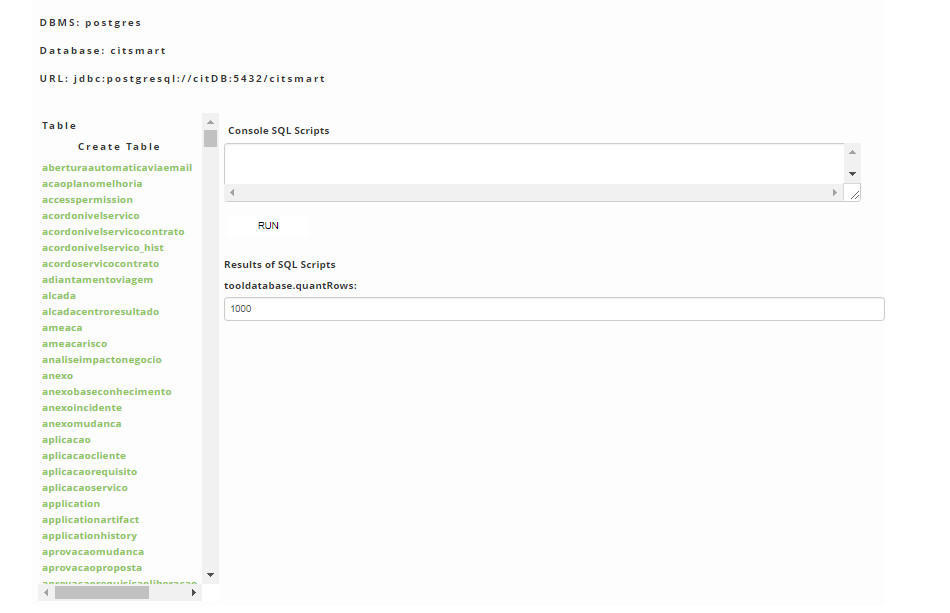 DBMS: postgres
Database: citsmart
URL: jdbc:postgresql://citDB:5432/citsmart
Table
Create Table
aberturaautomaticaviaemail
acaoplanomelhoria
accesspermission
acordonivelservico
acordonivelservicocontrato
acordonivelservico_hist
acordoservicocontrato
adiantamentoviagem
alcada
alcadacentroresultado
ameaca
ameacarisco
analiseimpactonegocio
anexo
anexobaseconhecimento
anexoincidente
anexomudanca
aplicacao
aplicacaocliente
aplicacaorequisito
aplicacaoservico
application
applicationartifact
applicationhistory
aprovacaomudanca
aprovacaoproposta
aprovacaorequisicaoliberacao
Console SQL Scripts
RUN
Results of SQL Scripts
tooldatabase.quantRows:
1000